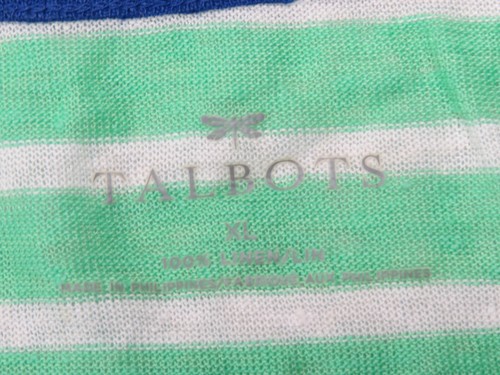 TALBOTS
XL
100% LINEN/LIN
MADE IN PHILIPPINES/FABRIQUÉ AUX PHILIPPINES